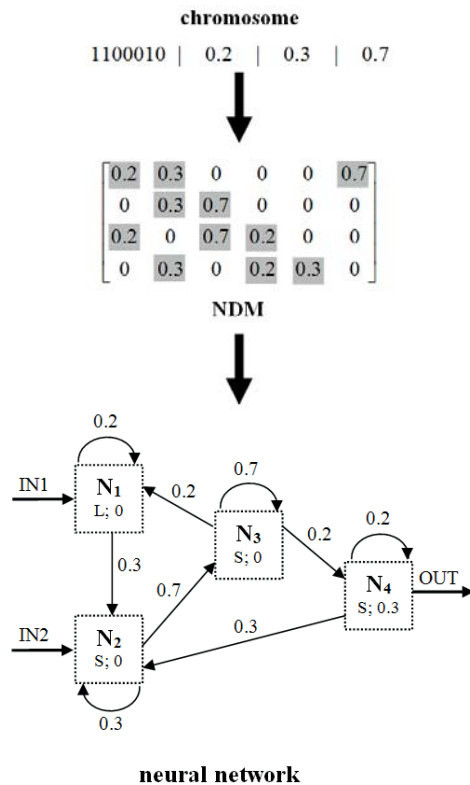 chromosome
1100010 | 0.2 | 0.3 | 0.7
0.2 0.3 0 0 0 0.7
0 0.3 0.7 0 0 0
0.2 0 0.7 0.2 0 0
0 0.3 0 0.2 0.3 0
NDM
0.2
IN1
N1
L; 0
0.2
0.7
N3
S; 0
0.2
0.2
N4
S; 0.3
OUT
0.3
0.7
IN2
N2
S; 0
0.3
0.3
neural network